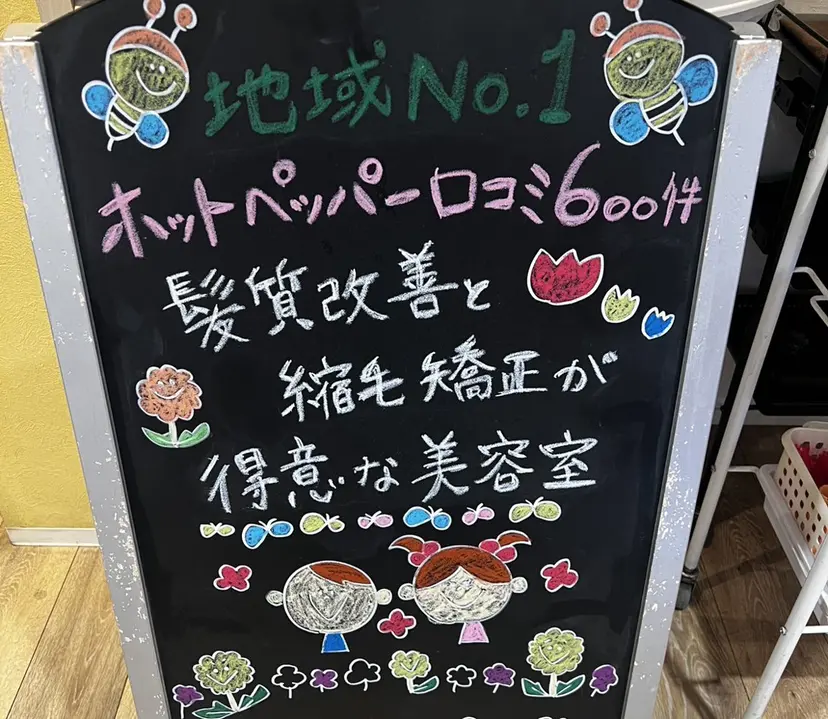 地域No.1
ホットペッパー口コミ600件
髪質改善と
縮毛矯正が
得意な美容室